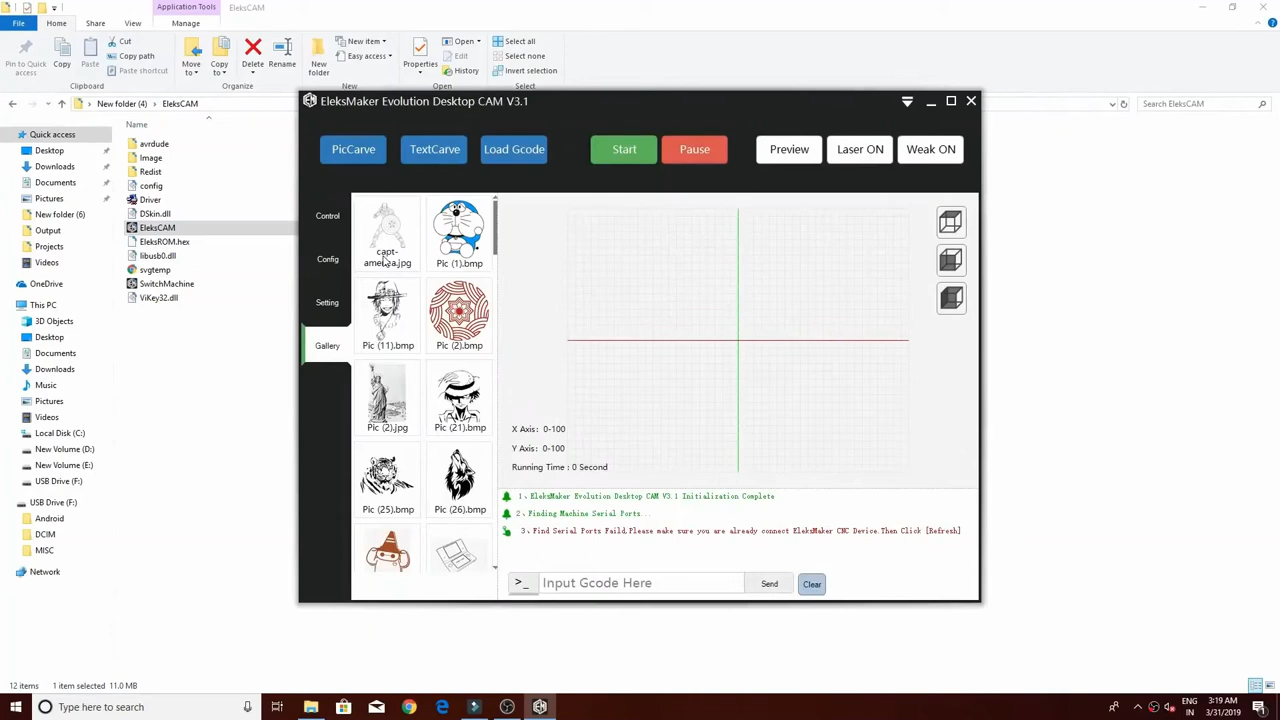 Application Tools
EleksCAM
File
Home
Share
View
Manage
Pin to Quick
access
Copy
Paste
Cut
Copy path
Paste shortcut
Move
to
Copy
to
Delete
Rename
New
folder
New item
Easy access
Properties
Open
Edit
History
Select all
Select none
Invert selection
Clipboard
Organize
New
Open
Select
New folder (4)
EleksCAM
Search EleksCAM
Quick access
Desktop
Downloads
Documents
Pictures
New folder (6)
Output
Projects
Videos
OneDrive
This PC
3D Objects
Desktop
Documents
Downloads
Music
Pictures
Videos
Local Disk (C:)
New Volume (D:)
New Volume (E:)
USB Drive (F:)
USB Drive (F:)
Android
DCIM
MISC
Network
Name
avrdude
Image
Redist
config
Driver
DSkin.dll
EleksCAM
EleksROM.hex
libusb0.dll
svgtemp
SwitchMachine
ViKey32.dll
EleksMaker Evolution Desktop CAM V3.1
PicCarve
TextCarve
Load Gcode
Start
Pause
Preview
Laser ON
Weak ON
Control
Config
Setting
Gallery
capt-
america.jpg
Pic (1).bmp
Pic (11).bmp
Pic (2).bmp
Pic (2).jpg
Pic (21).bmp
Pic (25).bmp
Pic (26).bmp
X Axis: 0-100
Y Axis: 0-100
Running Time : 0 Second
1、EleksMaker Evolution Desktop CAM V3.1 Initialization Complete
2、Finding Machine Serial Ports...
3、Find Serial Ports Faild,Please make sure you are already connect EleksMaker CNC Device.Then Click [Refresh]
>_
Input Gcode Here
Send
Clear
12 items
1 item selected 11.0 MB
Type here to search
ENG
IN
3:19 AM
3/31/2019